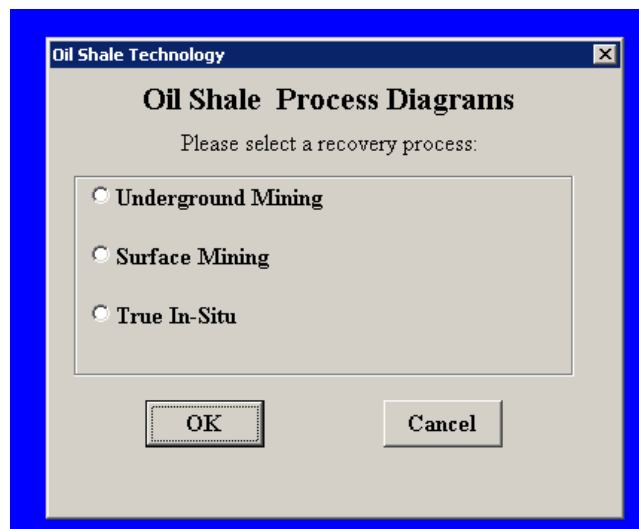 Oil Shale Technology
Oil Shale Process Diagrams
Please select a recovery process:
Underground Mining
Surface Mining
True In-Situ
OK
Cancel